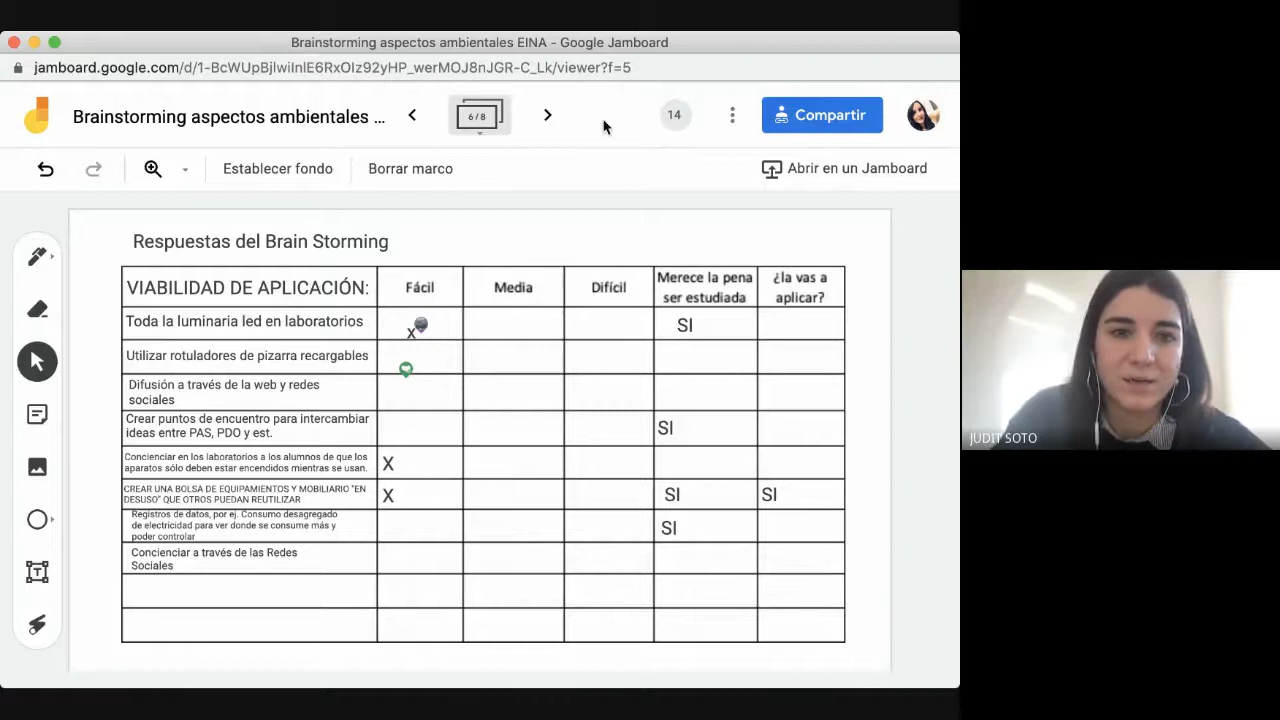 Brainstorming aspectos ambientales EINA - Google Jamboard
jamboard.google.com/d/1-BcWUpBjlwiInIE6RxOIz92yHP_werMOJ8nJGR-C_Lk/viewer?f=5
Brainstorming aspectos ambientales ...
6 / 8
14
Compartir
Establecer fondo
Borrar marco
Abrir en un Jamboard
Respuestas del Brain Storming
VIABILIDAD DE APLICACIÓN: Fácil Media Difícil Merece la pena ser estudiada ¿la vas a aplicar?
Toda la luminaria led en laboratorios x SI
Utilizar rotuladores de pizarra recargables
Difusión a través de la web y redes
sociales
Crear puntos de encuentro para intercambiar
ideas entre PAS, PDO y est. SI
Concienciar en los laboratorios a los alumnos de que los
aparatos sólo deben estar encendidos mientras se usan. X
CREAR UNA BOLSA DE EQUIPAMIENTOS Y MOBILIARIO "EN
DESUSO" QUE OTROS PUEDAN REUTILIZAR X SI SI
Registros de datos, por ej. Consumo desagregado
de electricidad para ver donde se consume más y
poder controlar SI
Concienciar a través de las Redes
Sociales
T
JUDIT SOTO